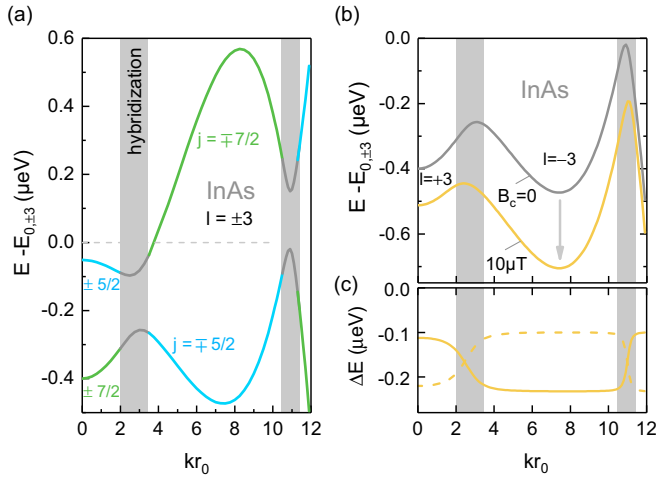 (a)
0.6
0.4
0.2
0.0
-0.2
-0.4
E -E₀,±₃ (μeV)
hybridization
j = ∓ 7/2
InAs
l = ±3
± 5/2
j = ∓ 5/2
± 7/2
0 2 4 6 8 10 12
kr₀
(b)
0.0
-0.2
-0.4
-0.6
E -E₀,±₃ (μeV)
InAs
l=+3
l=−3
B_c=0
10μT
(c)
0.0
-0.1
-0.2
ΔE (μeV)
0 2 4 6 8 10 12
kr₀